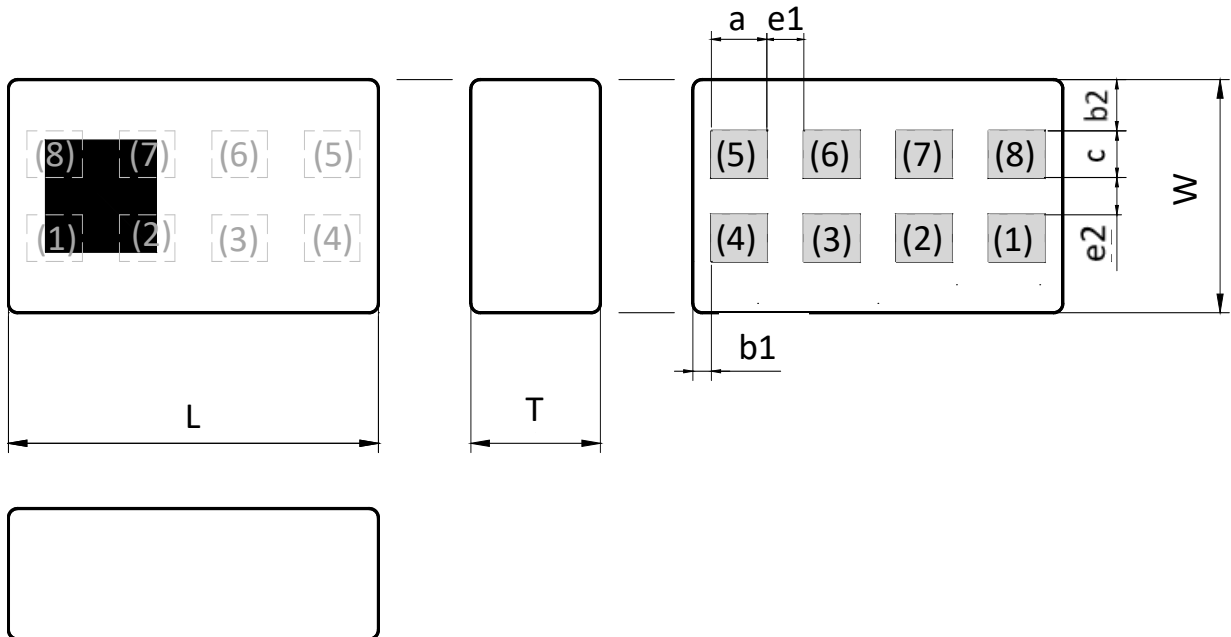 a e1
(8) (7) (6) (5)
(1) (2) (3) (4)
(5) (6) (7) (8)
(4) (3) (2) (1)
b2
c
e2
W
b1
L
T